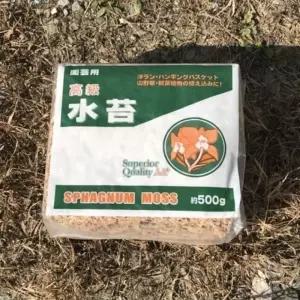 園芸用
高級
水苔
洋ラン・ハンギングバスケット
山野草・観葉植物の植え込みに!
Superior
Quality AA
SPHAGNUM MOSS
約500g